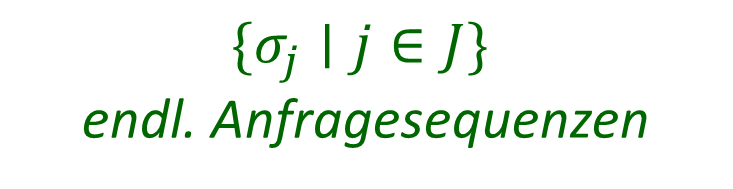 {σⱼ | j ∈ J}
endl. Anfragesequenzen